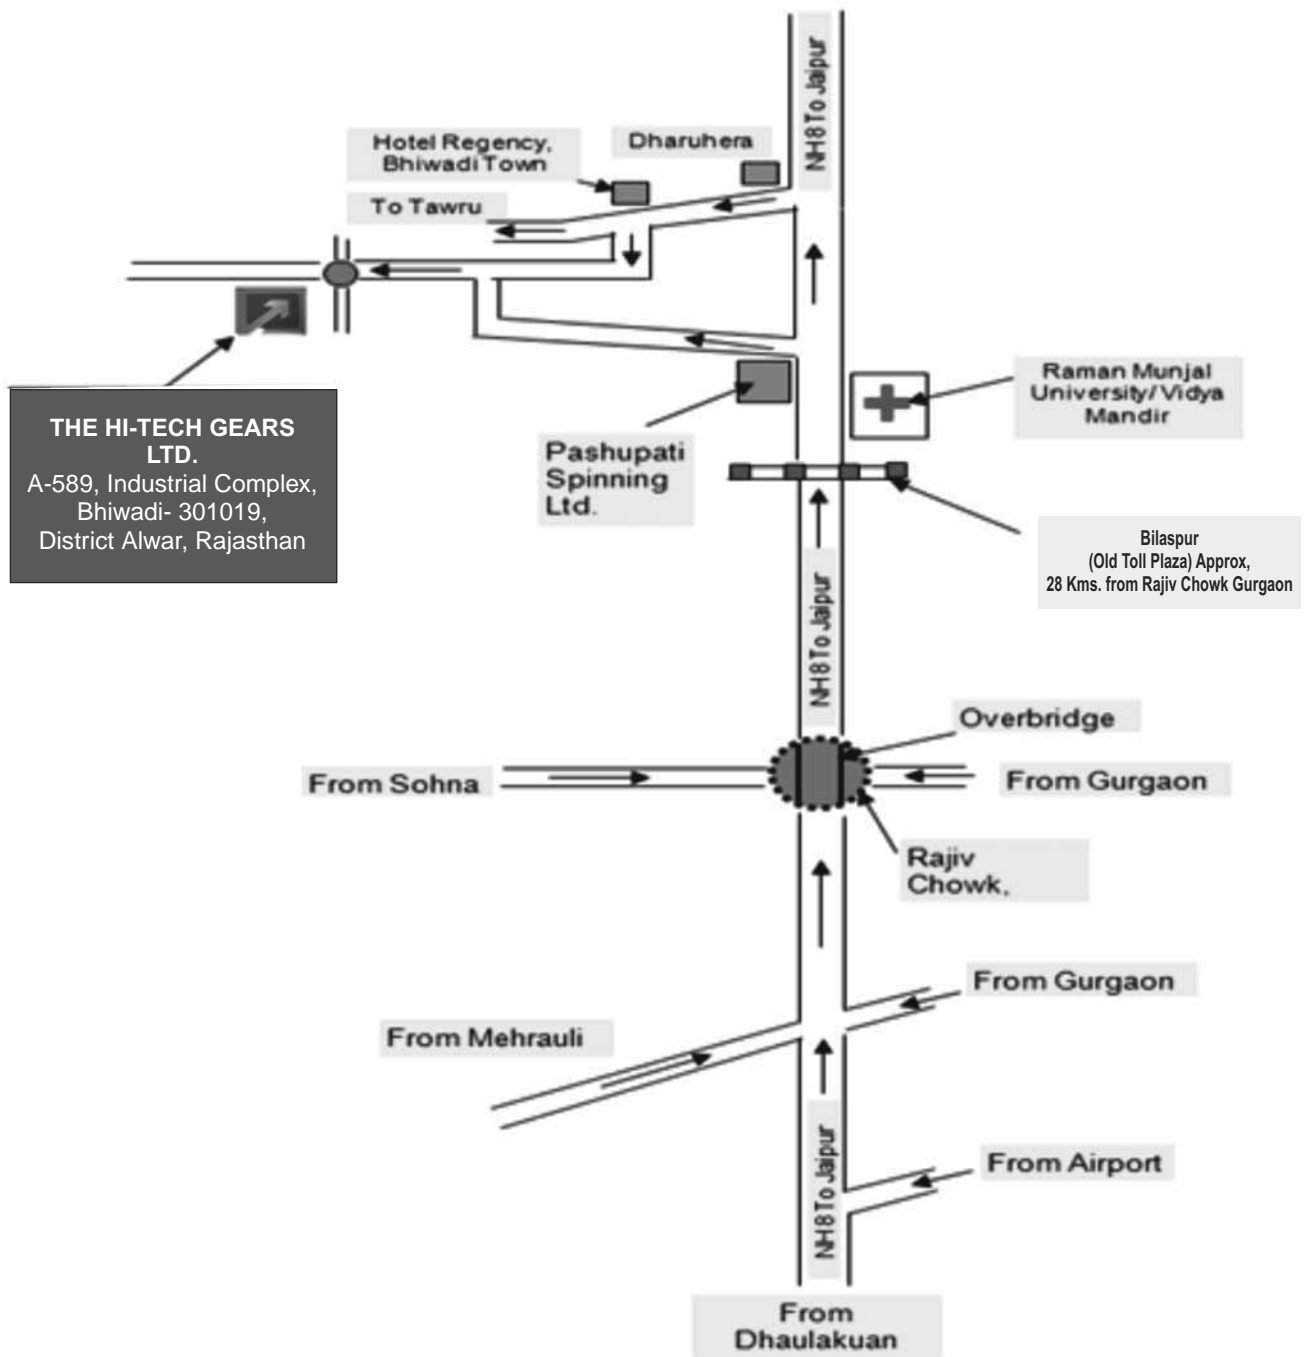 NH8 To Jaipur
Hotel Regency,
Bhiwadi Town
Dharuhera
To Tawru
THE HI-TECH GEARS
LTD.
A-589, Industrial Complex,
Bhiwadi- 301019,
District Alwar, Rajasthan
Raman Munjal
University/ Vidya
Mandir
Pashupati
Spinning
Ltd.
Bilaspur
(Old Toll Plaza) Approx,
28 Kms. from Rajiv Chowk Gurgaon
NH8 To Jaipur
Overbridge
From Sohna
From Gurgaon
Rajiv
Chowk,
From Gurgaon
From Mehrauli
NH8 To Jaipur
From Airport
From
Dhaulakuan